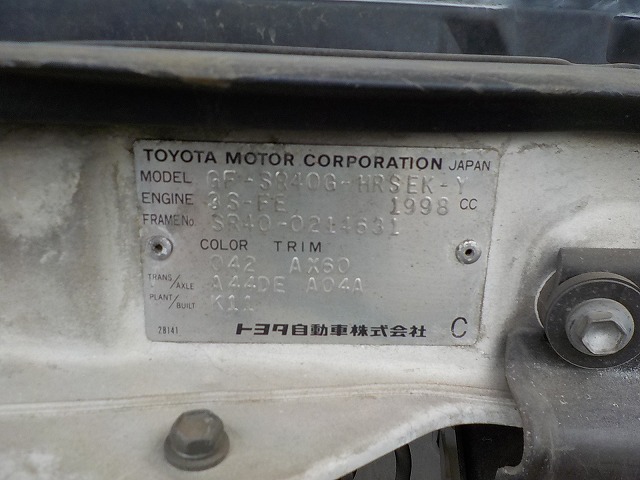 TOYOTA MOTOR CORPORATION JAPAN
MODEL GF-SR40G-HRSEK-Y
ENGINE 3S-FE 1998 CC
FRAME No. SR40-0214631
COLOR TRIM
042 AX60
TRANS/AXLE A44DE A04A
PLANT/BUILT K11
28141 トヨタ自動車株式会社 C